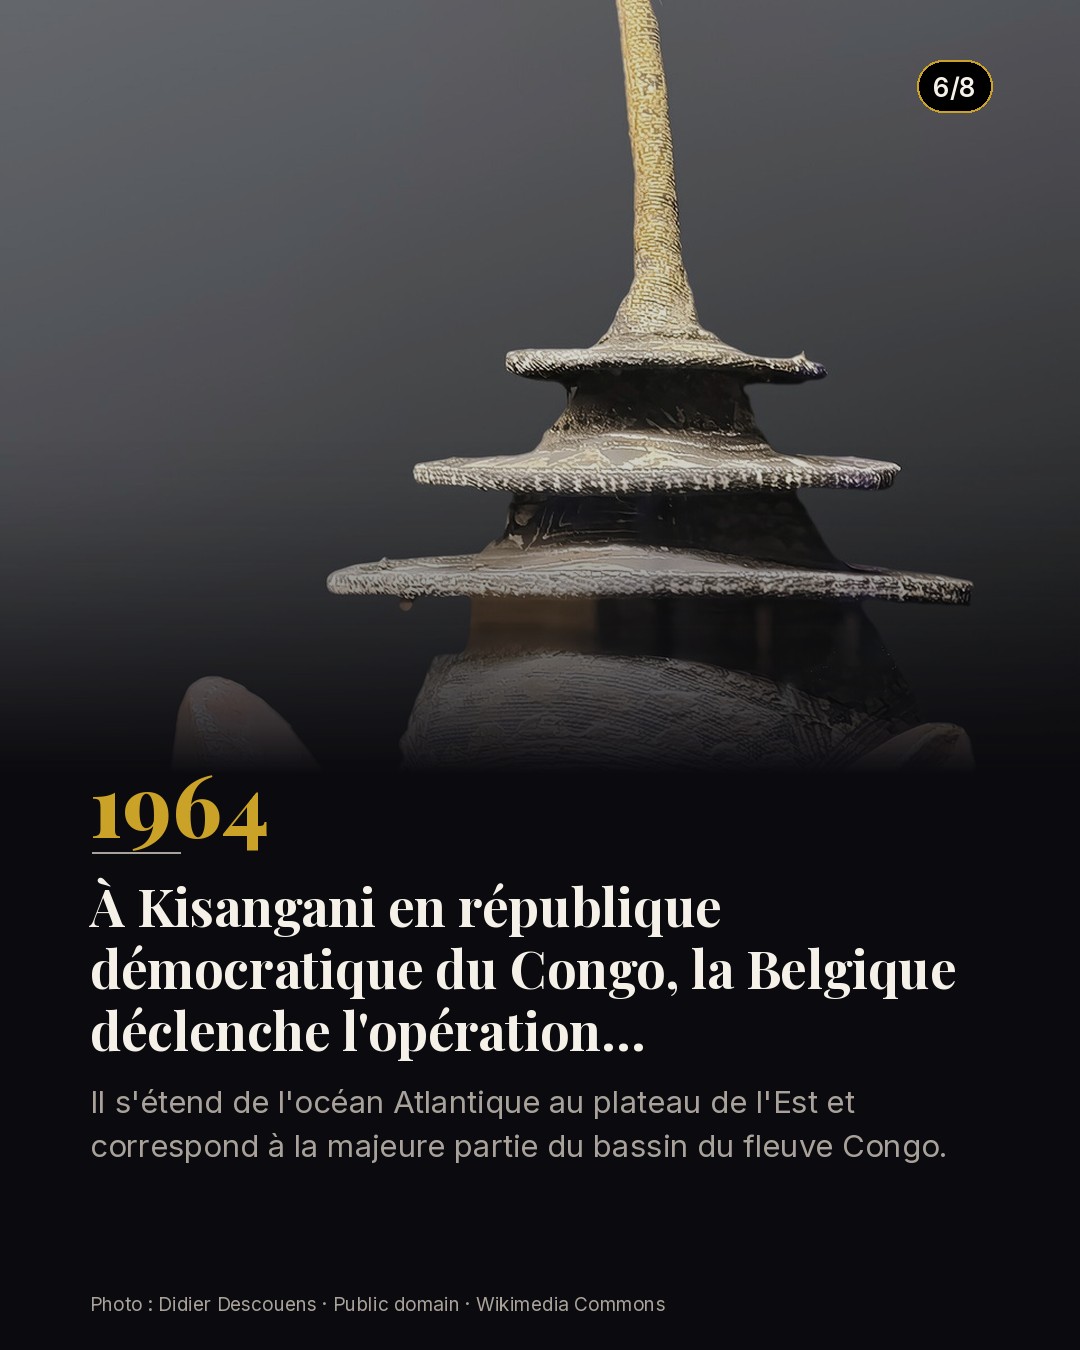 6/8
1964
À Kisangani en république
démocratique du Congo, la Belgique
déclenche l'opération...
Il s'étend de l'océan Atlantique au plateau de l'Est et
correspond à la majeure partie du bassin du fleuve Congo.
Photo : Didier Descouens · Public domain · Wikimedia Commons